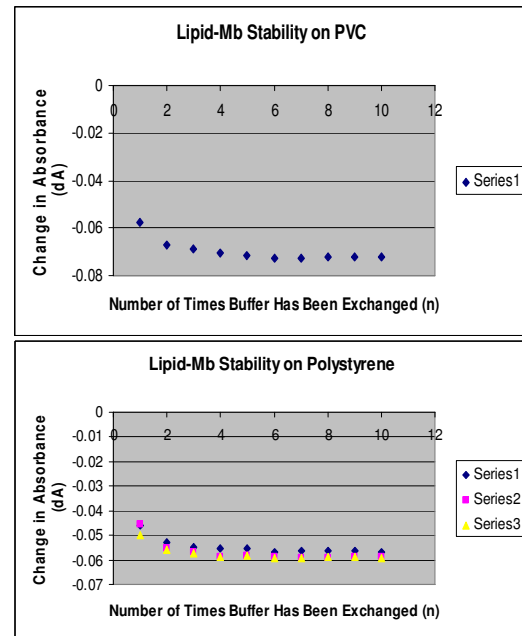 Lipid-Mb Stability on PVC
0
-0.02
-0.04
-0.06
-0.08
0 2 4 6 8 10 12
Change in Absorbance
(dA)
Number of Times Buffer Has Been Exchanged (n)
Series1
Lipid-Mb Stability on Polystyrene
0
-0.01
-0.02
-0.03
-0.04
-0.05
-0.06
-0.07
0 2 4 6 8 10 12
Change in Absorbance
(dA)
Number of Times Buffer Has Been Exchanged (n)
Series1
Series2
Series3